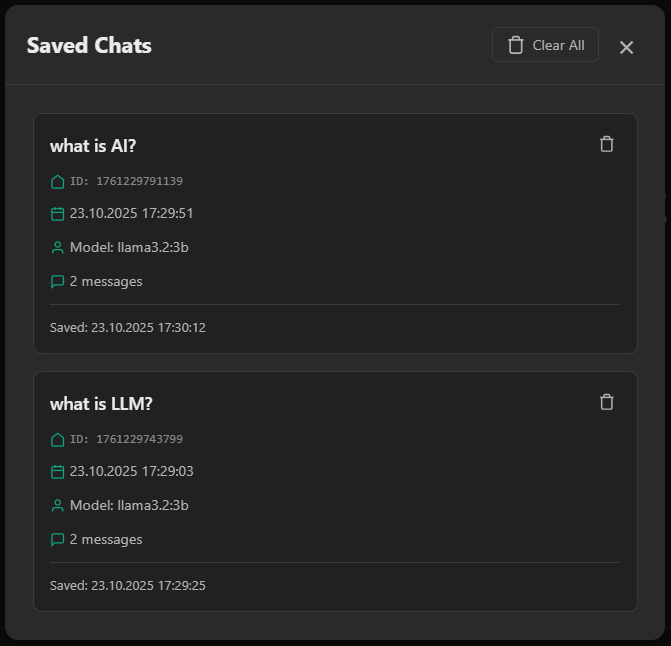 Saved Chats
Clear All
what is AI?
ID: 1761229791139
23.10.2025 17:29:51
Model: llama3.2:3b
2 messages
Saved: 23.10.2025 17:30:12
what is LLM?
ID: 1761229743799
23.10.2025 17:29:03
Model: llama3.2:3b
2 messages
Saved: 23.10.2025 17:29:25